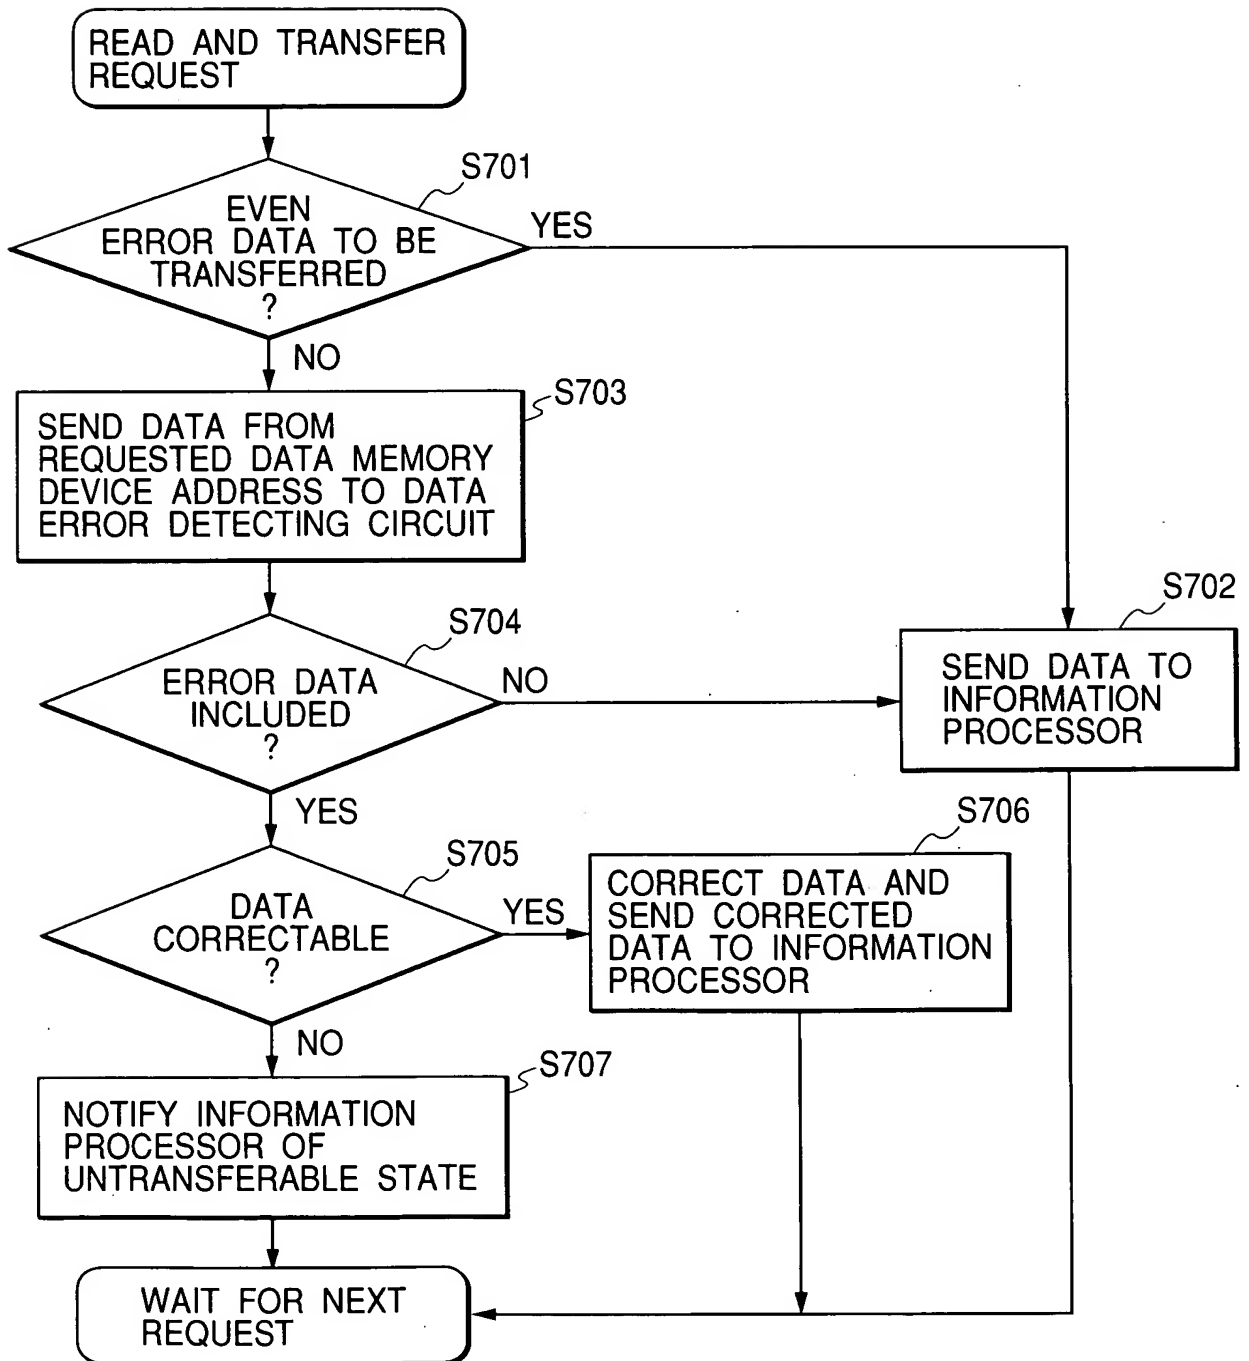 READ AND TRANSFER
REQUEST
S701
EVEN
ERROR DATA TO BE
TRANSFERRED
?
YES
NO
S703
SEND DATA FROM
REQUESTED DATA MEMORY
DEVICE ADDRESS TO DATA
ERROR DETECTING CIRCUIT
S704
ERROR DATA
INCLUDED
?
NO
S702
SEND DATA TO
INFORMATION
PROCESSOR
YES
S705
DATA
CORRECTABLE
?
YES
S706
CORRECT DATA AND
SEND CORRECTED
DATA TO INFORMATION
PROCESSOR
NO
S707
NOTIFY INFORMATION
PROCESSOR OF
UNTRANSFERABLE STATE
WAIT FOR NEXT
REQUEST